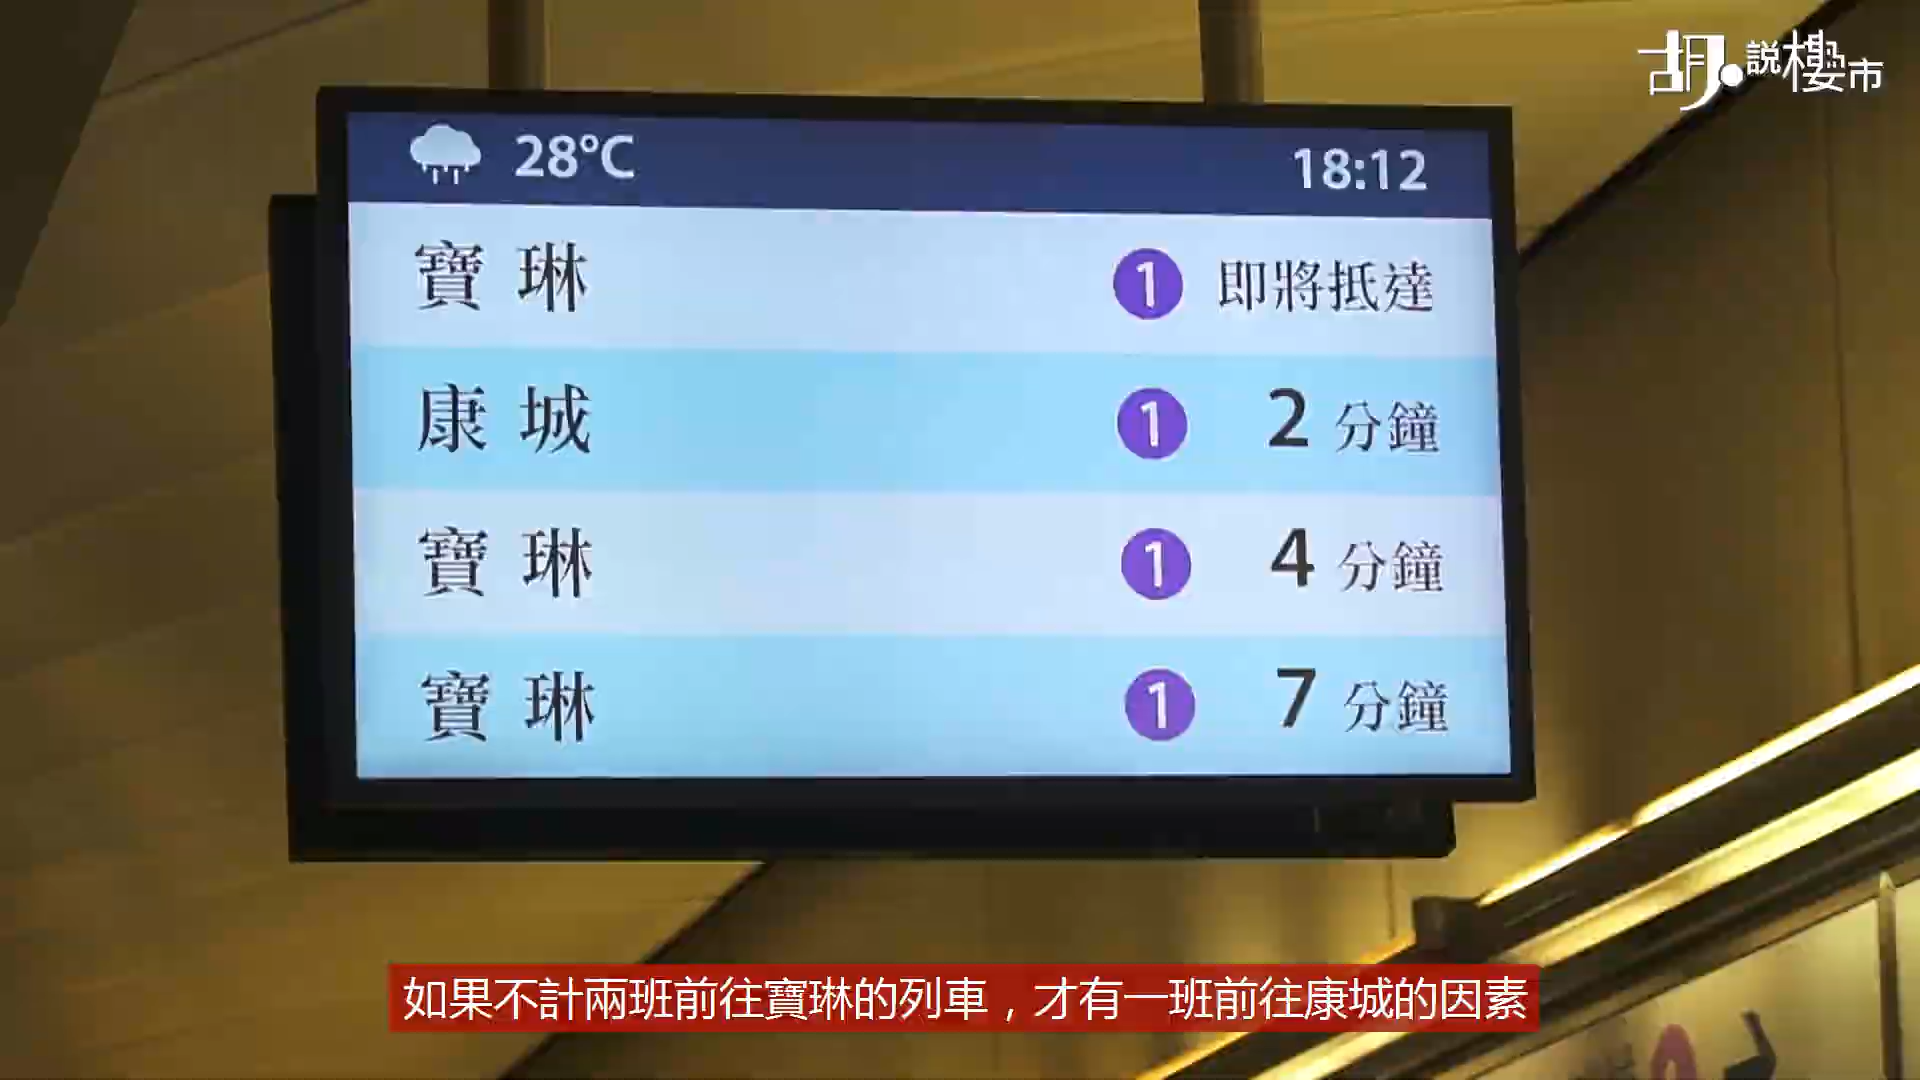 胡.說樓市
28°C 18:12
寶琳 1 即將抵達
康城 1 2 分鐘
寶琳 1 4 分鐘
寶琳 1 7 分鐘
如果不計兩班前往寶琳的列車，才有一班前往康城的因素